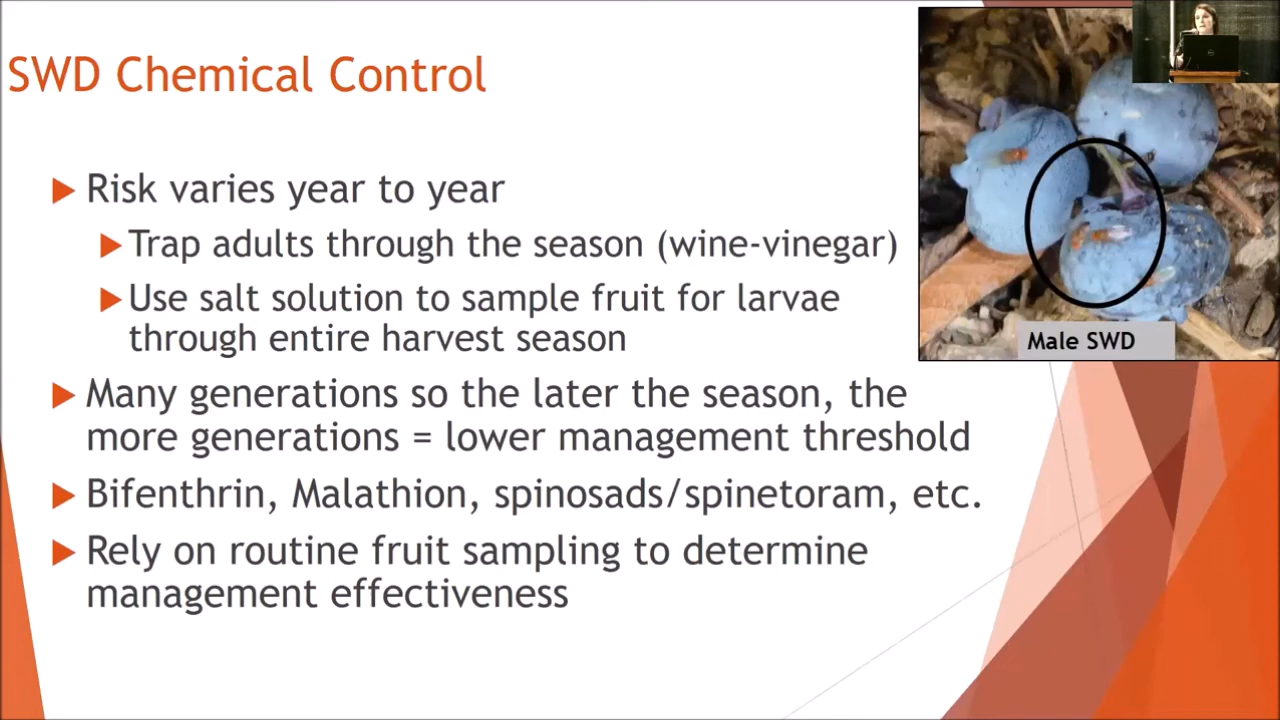 SWD Chemical Control
Risk varies year to year
Trap adults through the season (wine-vinegar)
Use salt solution to sample fruit for larvae
through entire harvest season
Many generations so the later the season, the
more generations = lower management threshold
Bifenthrin, Malathion, spinosads/spinetoram, etc.
Rely on routine fruit sampling to determine
management effectiveness
Male SWD